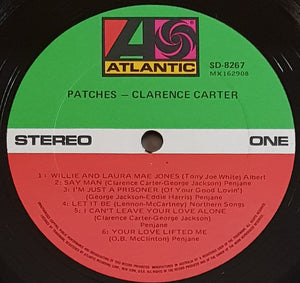 ATLANTIC
SD-8267
MX162908
PATCHES — CLARENCE CARTER
STEREO
ONE
1: WILLIE AND LAURA MAE JONES (Tony Joe White) Albert
2: SAY MAN (Clarence Carter-George Jackson) Penjane
3: I'M JUST A PRISONER (Of Your Good Lovin')
(George Jackson-Eddie Harris) Penjane
4: LET IT BE (Lennon-McCartney) Northern Songs
5: I CAN'T LEAVE YOUR LOVE ALONE
(Clarence Carter-George Jackson)
Penjane
6: YOUR LOVE LIFTED ME
(O.B. McClinton) Penjane